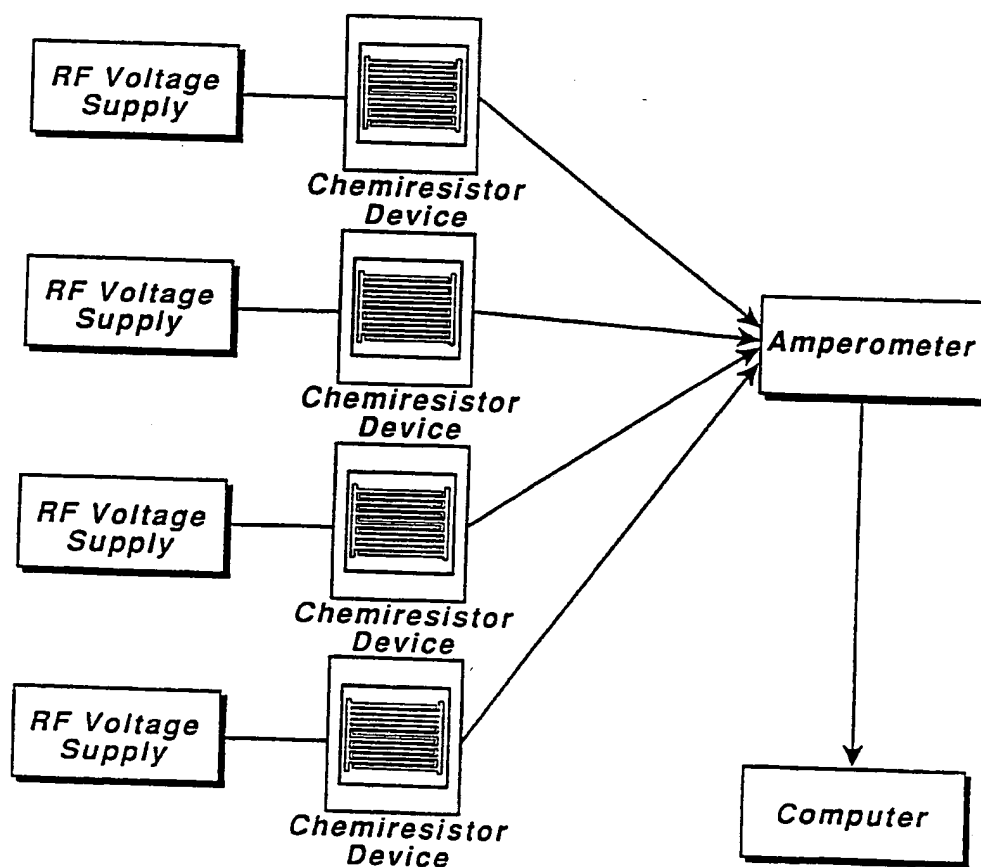 RF Voltage
Supply
Chemiresistor
Device
RF Voltage
Supply
Chemiresistor
Device
Amperometer
RF Voltage
Supply
Chemiresistor
Device
RF Voltage
Supply
Chemiresistor
Device
Computer